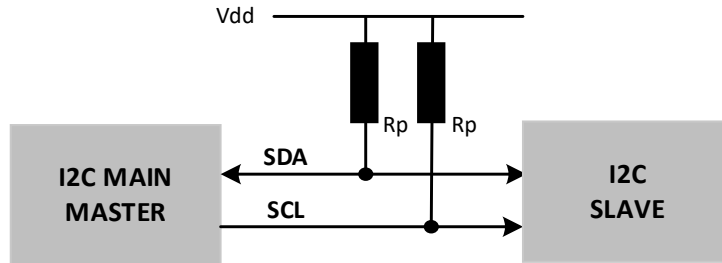 Vdd
Rp
Rp
SDA
I2C MAIN
MASTER
SCL
I2C
SLAVE